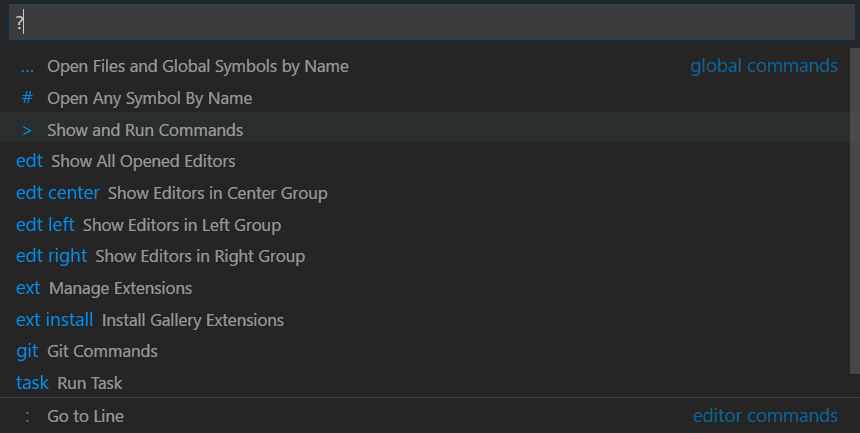 ?
... Open Files and Global Symbols by Name global commands
# Open Any Symbol By Name
> Show and Run Commands
edt Show All Opened Editors
edt center Show Editors in Center Group
edt left Show Editors in Left Group
edt right Show Editors in Right Group
ext Manage Extensions
ext install Install Gallery Extensions
git Git Commands
task Run Task
: Go to Line editor commands